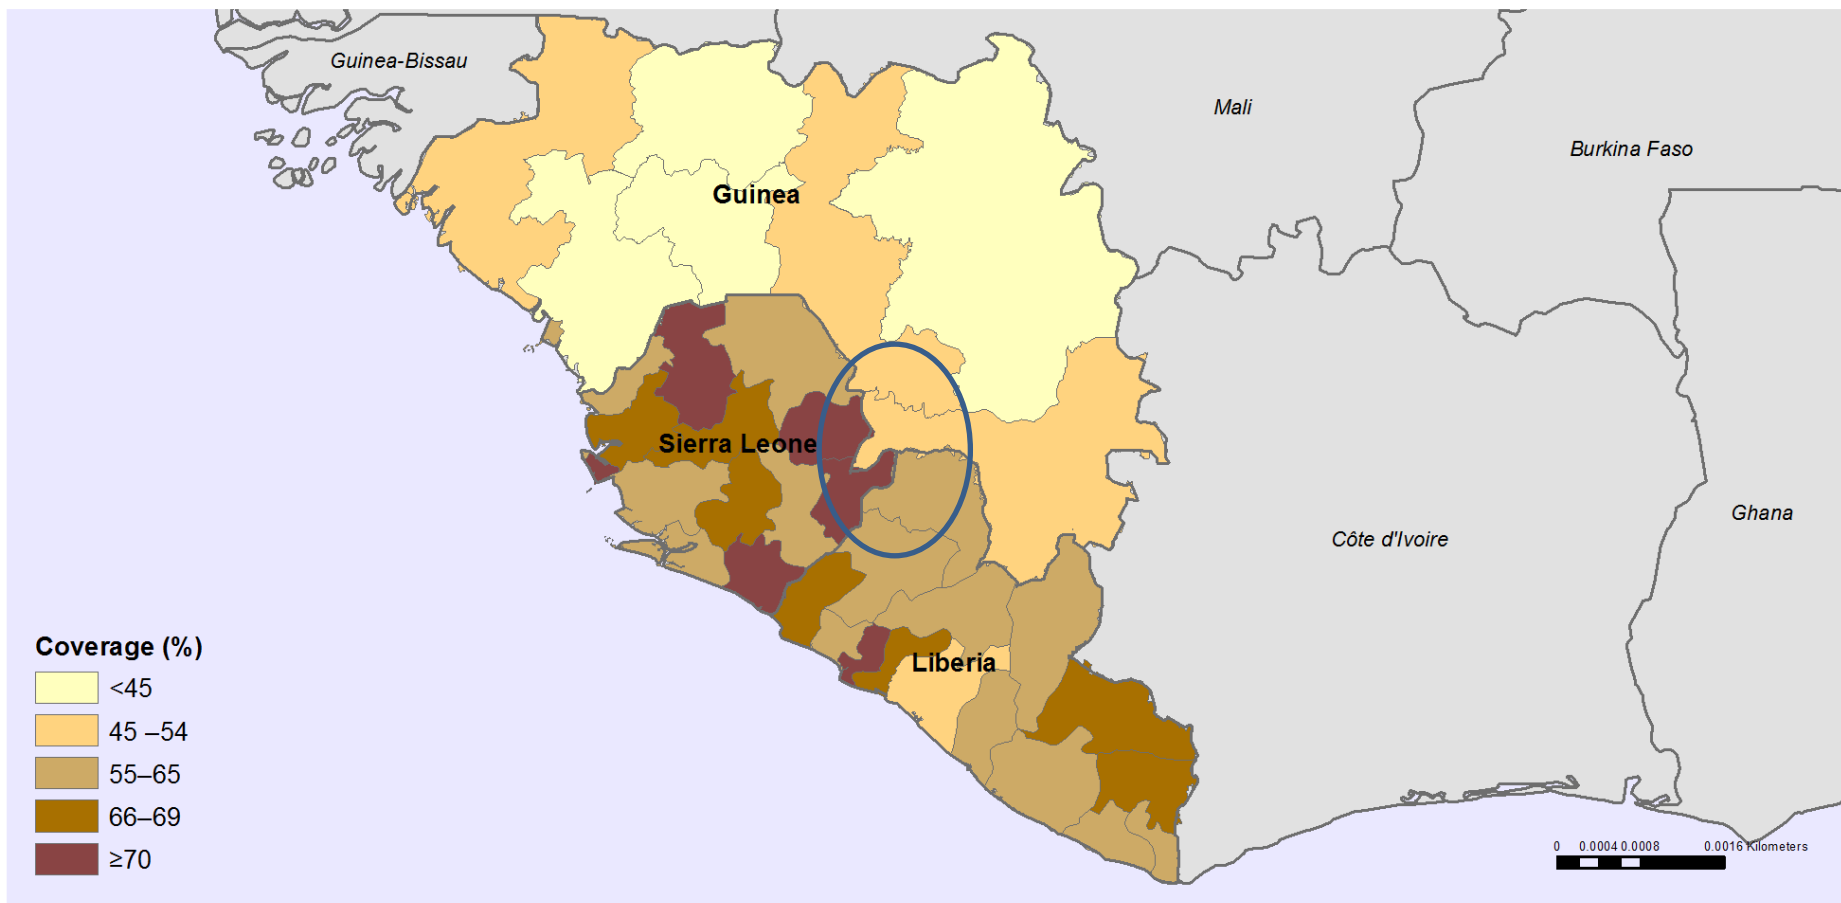 Guinea-Bissau
Mali
Burkina Faso
Guinea
Sierra Leone
Ghana
Côte d'Ivoire
Liberia
Coverage (%)
<45
45 –54
55–65
66–69
≥70
0 0.0004 0.0008 0.0016 Kilometers